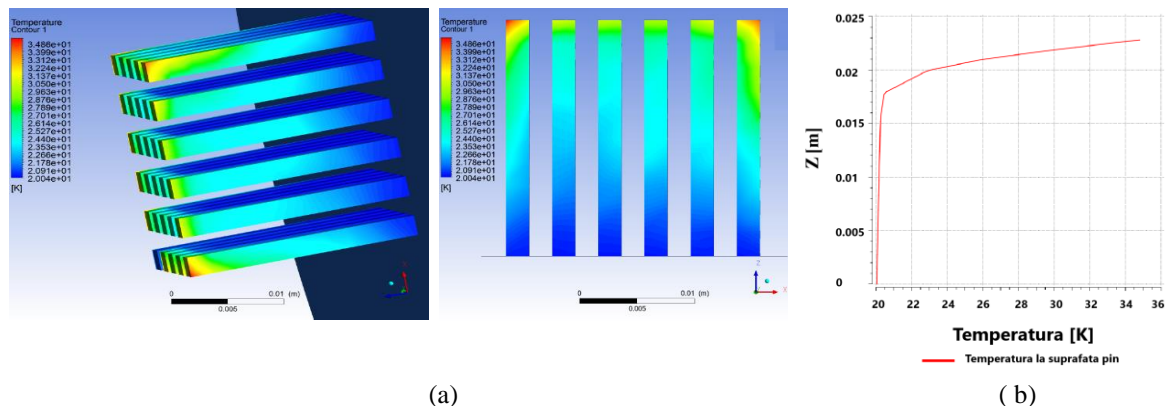 Temperature
Contour 1
3.486e+01
3.399e+01
3.312e+01
3.224e+01
3.137e+01
3.050e+01
2.963e+01
2.876e+01
2.789e+01
2.701e+01
2.614e+01
2.527e+01
2.440e+01
2.353e+01
2.266e+01
2.178e+01
2.091e+01
2.004e+01
[K]
0
0.01
(m)
0.005
Temperature
Contour 1
3.486e+01
3.399e+01
3.312e+01
3.224e+01
3.137e+01
3.050e+01
2.963e+01
2.876e+01
2.789e+01
2.701e+01
2.614e+01
2.527e+01
2.440e+01
2.353e+01
2.266e+01
2.178e+01
2.091e+01
2.004e+01
[K]
0
0.01
(m)
0.005
Z
X
0.025
0.02
0.015
0.01
0.005
0
Z [m]
20 22 24 26 28 30 32 34 36
Temperatura [K]
Temperatura la suprafata pin
(a)
( b)